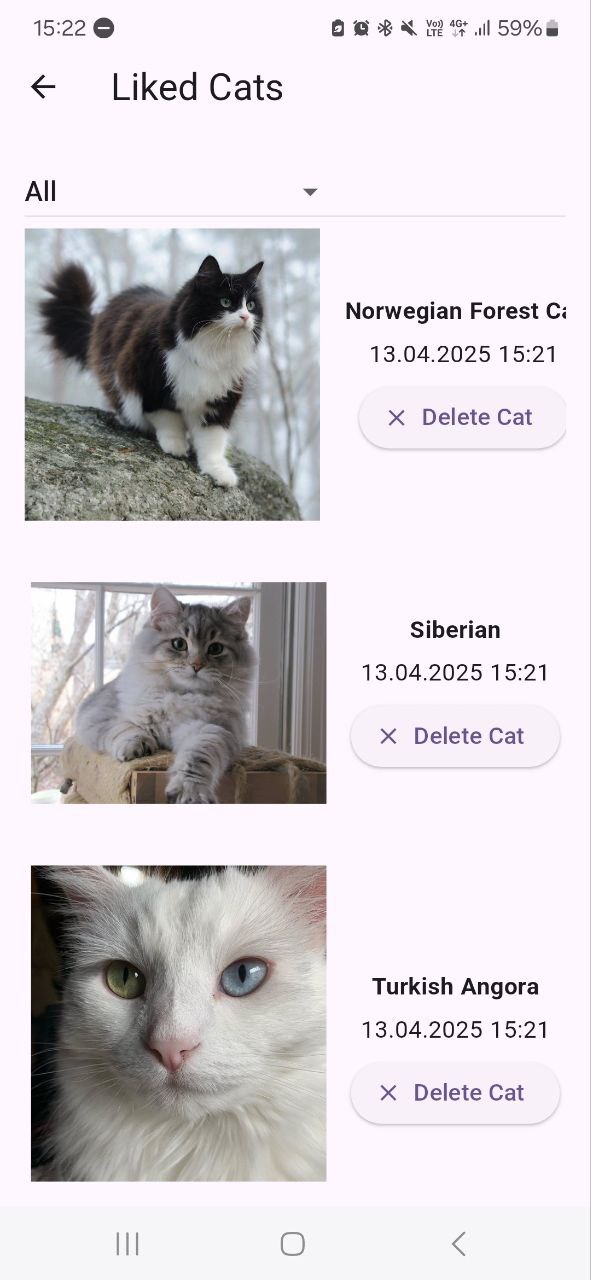 15:22 Vo)) LTE 4G+ 59%
Liked Cats
All
Norwegian Forest Ca
13.04.2025 15:21
Delete Cat
Siberian
13.04.2025 15:21
Delete Cat
Turkish Angora
13.04.2025 15:21
Delete Cat